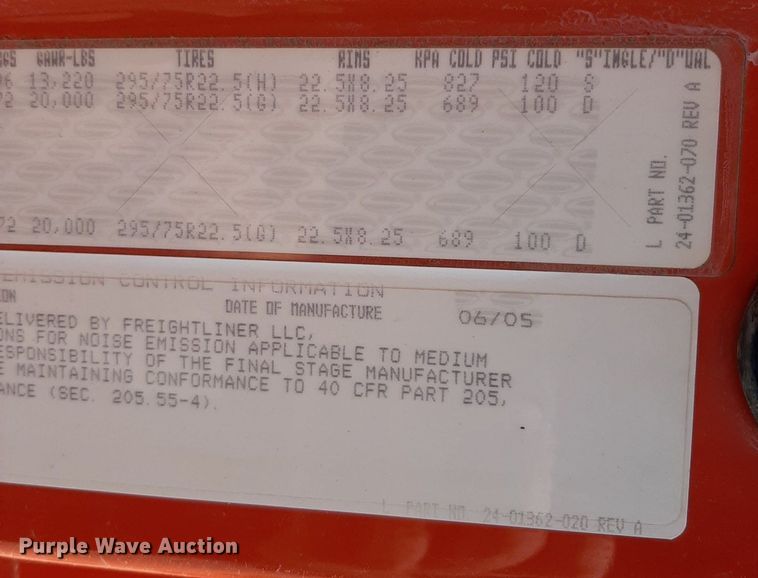 GAWR-LBS TIRES RIMS KPA COLD PSI COLD "S"INGLE/"D"UAL
13,220 295/75R22.5(H) 22.5X8.25 827 120 S
20,000 295/75R22.5(G) 22.5X8.25 689 100 D
72 20,000 295/75R22.5(G) 22.5X8.25 689 100 D
L PART NO.
24-01362-070 REV A
EMISSION CONTROL INFORMATION
DATE OF MANUFACTURE 06/05
ELIVERED BY FREIGHTLINER LLC,
ONS FOR NOISE EMISSION APPLICABLE TO MEDIUM
ESPONSIBILITY OF THE FINAL STAGE MANUFACTURER
E MAINTAINING CONFORMANCE TO 40 CFR PART 205,
ANCE (SEC. 205.55-4).
L PART NO 24-01362-020 REV A
Purple Wave Auction